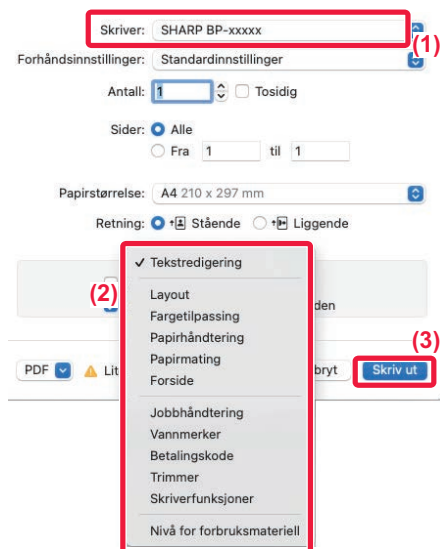 Skriver: SHARP BP-xxxxx
(1)
Forhåndsinnstillinger: Standardinnstillinger
Antall: 1 Tosidig
Sider: Alle
Fra 1 til 1
Papirstørrelse: A4 210 x 297 mm
Retning: Stående Liggende
✓ Tekstredigering
(2)
Layout
den
Fargetilpassing
Papirhåndtering
(3)
Papirmating
PDF Lit bryt Skriv ut
Forside
Jobbhåndtering
Vannmerker
Betalingskode
Trimmer
Skriverfunksjoner
Nivå for forbruksmateriell